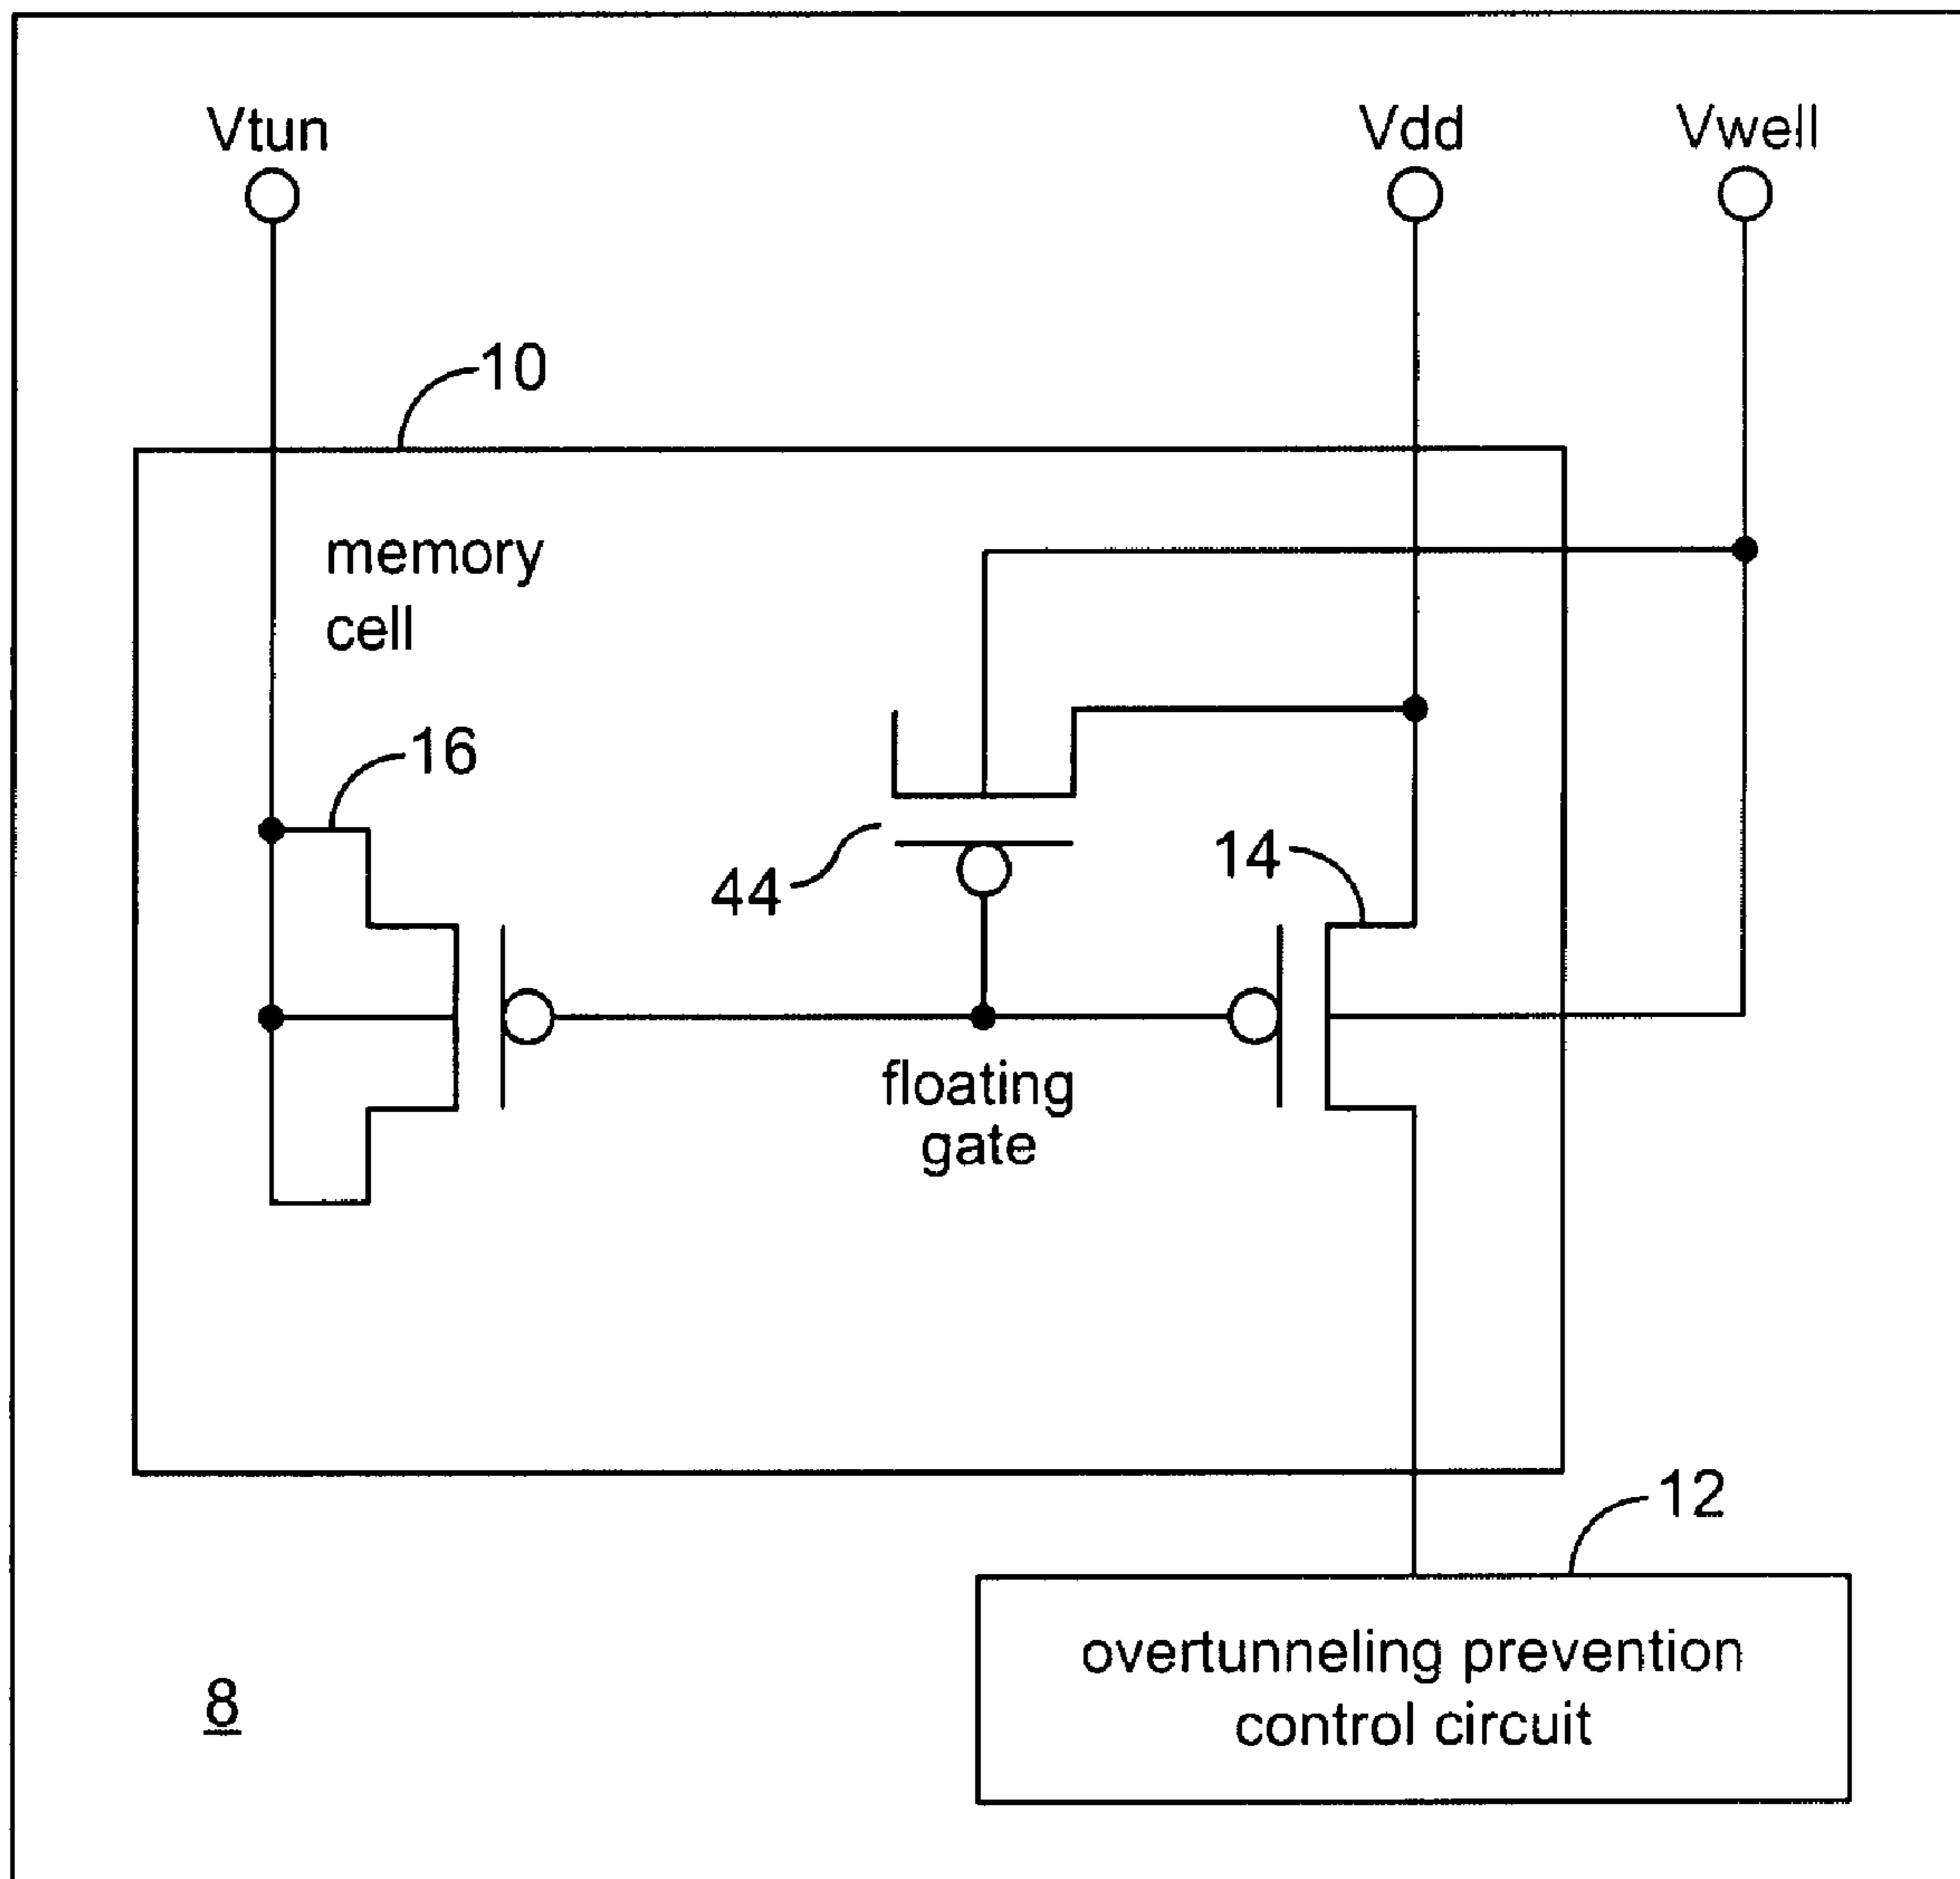 Vtun
Vdd
Vwell
10
memory
cell
16
44
14
floating
gate
12
overtunneling prevention
control circuit
8